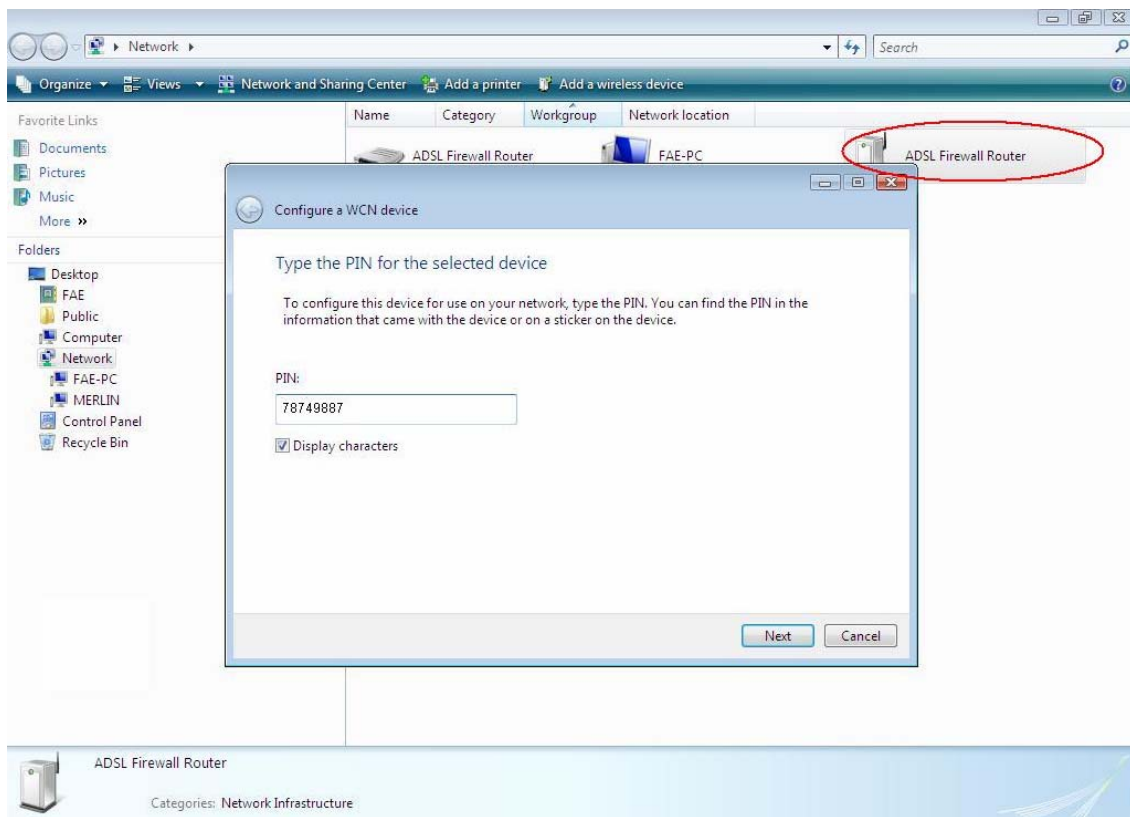 Network
Search
Organize Views Network and Sharing Center Add a printer Add a wireless device
Favorite Links
Documents
Pictures
Music
More »
Folders
Desktop
FAE
Public
Computer
Network
FAE-PC
MERLIN
Control Panel
Recycle Bin
Name Category Workgroup Network location
ADSL Firewall Router FAE-PC ADSL Firewall Router
Configure a WCN device
Type the PIN for the selected device
To configure this device for use on your network, type the PIN. You can find the PIN in the
information that came with the device or on a sticker on the device.
PIN:
78749887
Display characters
Next Cancel
ADSL Firewall Router
Categories: Network Infrastructure